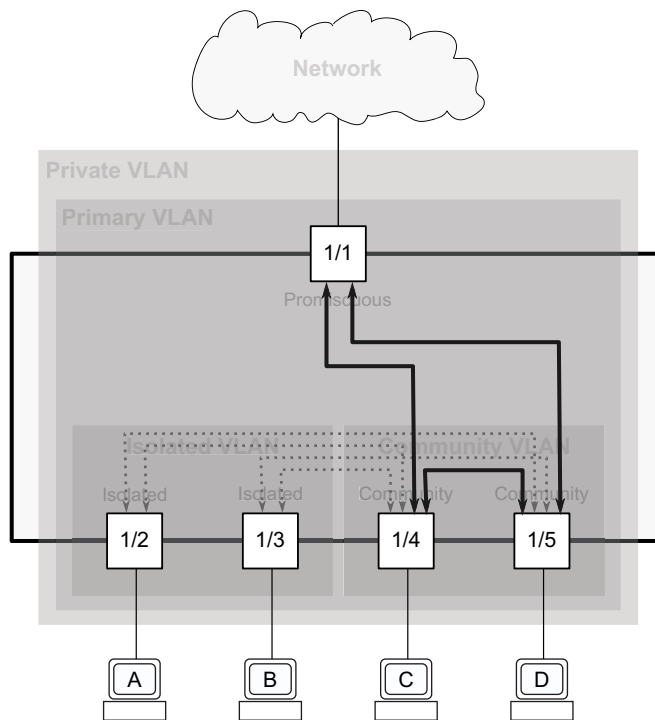 Network
Private VLAN
Primary VLAN
1/1
Promiscuous
Isolated VLAN
Community VLAN
Isolated
Isolated
Community
Community
1/2
1/3
1/4
1/5
A
B
C
D